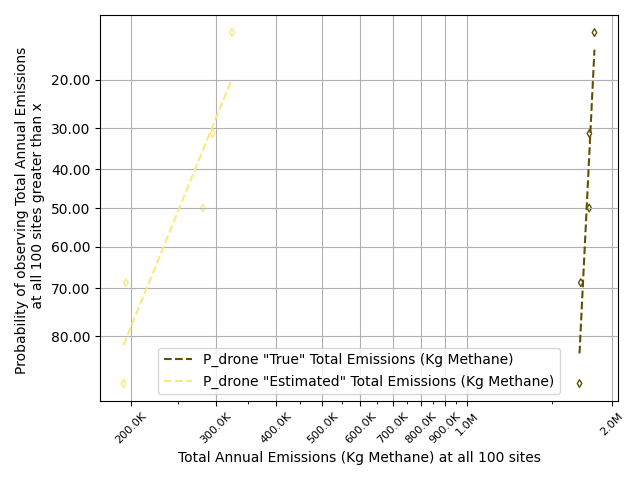 Probability of observing Total Annual Emissions
at all 100 sites greater than x
20.00
30.00
40.00
50.00
60.00
70.00
80.00
P_drone "True" Total Emissions (Kg Methane)
P_drone "Estimated" Total Emissions (Kg Methane)
200.0K
300.0K
400.0K
500.0K
600.0K
700.0K
800.0K
900.0K
1.0M
2.0M
Total Annual Emissions (Kg Methane) at all 100 sites